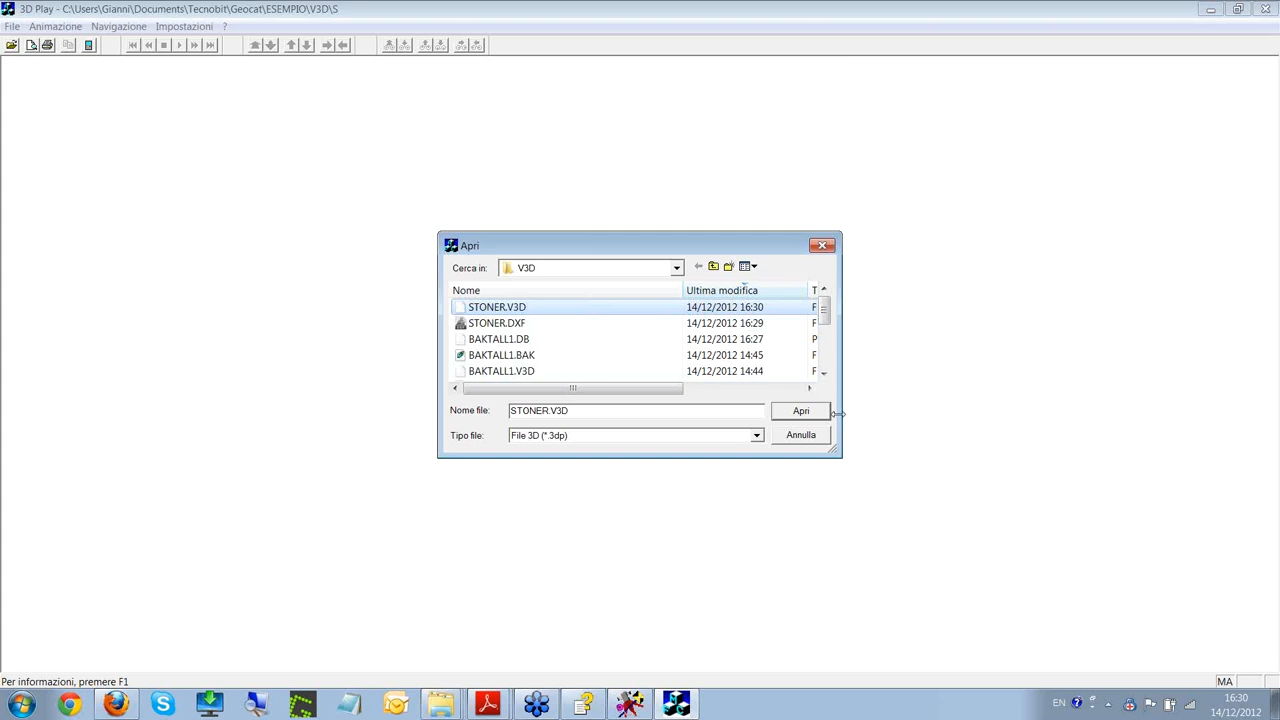 3D Play - C:\Users\Gianni\Documents\Tecnobit\Geocat\ESEMPIO\V3D\S
File Animazione Navigazione Impostazioni ?
Apri
Cerca in: V3D
Nome Ultima modifica T
STONER.V3D 14/12/2012 16:30 F
STONER.DXF 14/12/2012 16:29 F
BAKTALL1.DB 14/12/2012 16:27 P
BAKTALL1.BAK 14/12/2012 14:45 F
BAKTALL1.V3D 14/12/2012 14:44 F
Nome file: STONER.V3D Apri
Tipo file: File 3D (*.3dp) Annulla
Per informazioni, premere F1 MA
EN 16:30
14/12/2012